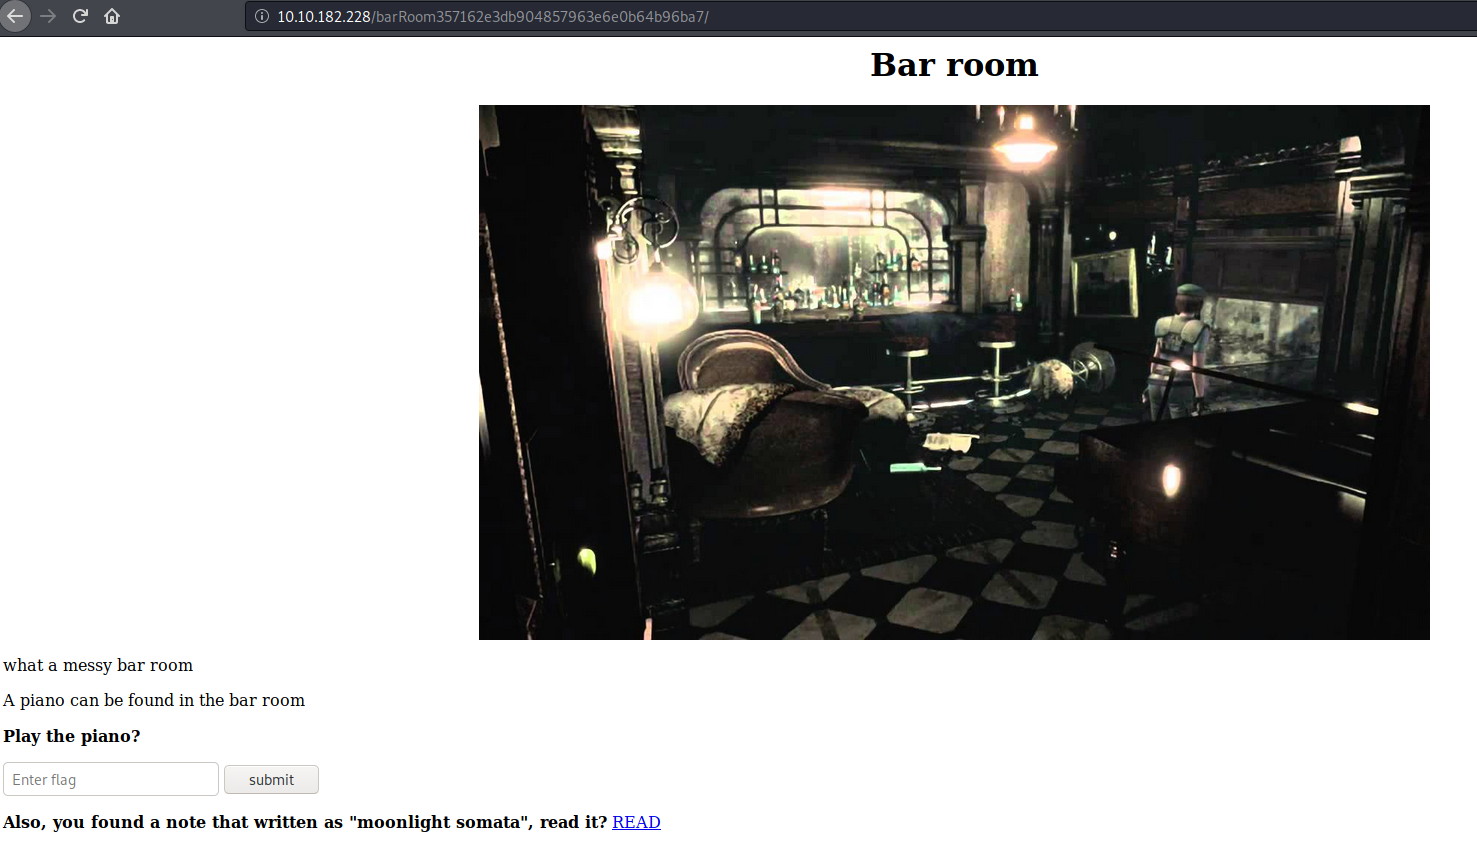 10.10.182.228/barRoom357162e3db904857963e6e0b64b96ba7/
Bar room
what a messy bar room
A piano can be found in the bar room
Play the piano?
Enter flag submit
Also, you found a note that written as "moonlight somata", read it? READ